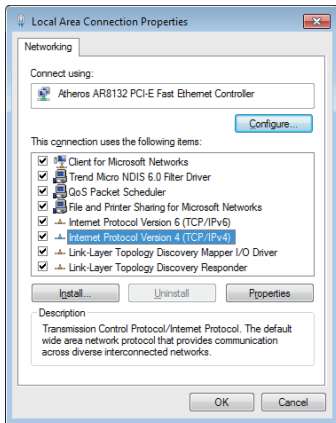 Local Area Connection Properties
Networking
Connect using:
Atheros AR8132 PCI-E Fast Ethernet Controller
Configure...
This connection uses the following items:
Client for Microsoft Networks
Trend Micro NDIS 6.0 Filter Driver
QoS Packet Scheduler
File and Printer Sharing for Microsoft Networks
Internet Protocol Version 6 (TCP/IPv6)
Internet Protocol Version 4 (TCP/IPv4)
Link-Layer Topology Discovery Mapper I/O Driver
Link-Layer Topology Discovery Responder
Install... Uninstall Properties
Description
Transmission Control Protocol/Internet Protocol. The default
wide area network protocol that provides communication
across diverse interconnected networks.
OK Cancel